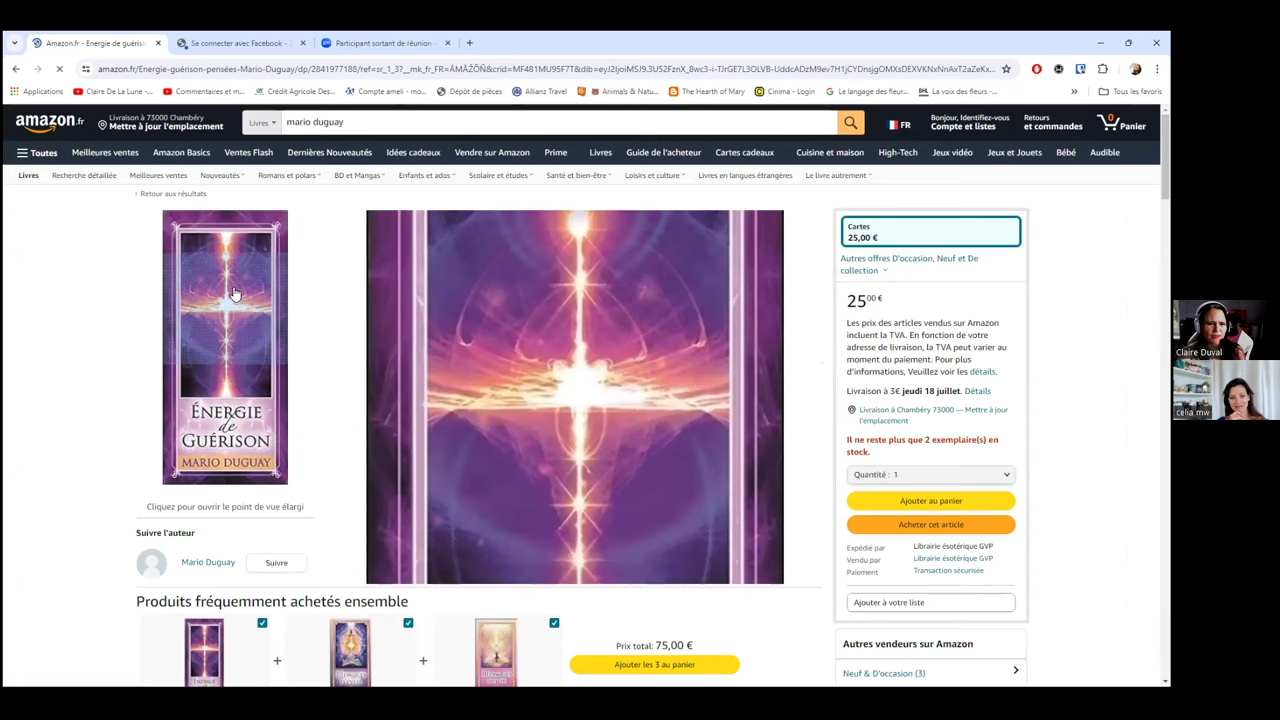 Amazon.fr - Energie de guériso
Se connecter avec Facebook -
Participant sortant de réunion -
Applications
Claire De La Lune -...
Commentaires et m...
Crédit Agricole Des...
Compte ameli - mo...
Dépôt de pièces
Allianz Travel
Animals & Natu...
The Hearth of Mary
Cinima - Login
Le langage des fleur...
La voix des fleurs -...
Tous les favoris
amazon.fr
Livraison à 73000 Chambéry
Mettre à jour l'emplacement
Livres
mario duguay
FR
Bonjour, Identifiez-vous
Compte et listes
Retours
et commandes
0
Panier
Toutes
Meilleures ventes
Amazon Basics
Ventes Flash
Dernières Nouveautés
Idées cadeaux
Vendre sur Amazon
Prime
Livres
Guide de l'acheteur
Cartes cadeaux
Cuisine et maison
High-Tech
Jeux vidéo
Jeux et Jouets
Bébé
Audible
Livres
Recherche détaillée
Meilleures ventes
Nouveautés
Romans et polars
BD et Mangas
Enfants et ados
Scolaire et études
Santé et bien-être
Loisirs et culture
Livres en langues étrangères
Le livre autrement
‹ Retour aux résultats
ÉNERGIE
de
GUÉRISON
MARIO DUGUAY
Cliquez pour ouvrir le point de vue élargi
Suivre l'auteur
Mario Duguay
Suivre
Cartes
25,00 €
Autres offres D'occasion, Neuf et De
collection
25,00 €
Les prix des articles vendus sur Amazon
incluent la TVA. En fonction de votre
adresse de livraison, la TVA peut varier au
moment du paiement. Pour plus
d'informations, Veuillez voir les détails.
Livraison à 3€ jeudi 18 juillet. Détails
Livraison à Chambéry 73000 — Mettre à jour
l'emplacement
Il ne reste plus que 2 exemplaire(s) en
stock.
Quantité : 1
Ajouter au panier
Acheter cet article
Expédié par Librairie ésotérique GVP
Vendu par Librairie ésotérique GVP
Paiement Transaction sécurisée
Ajouter à votre liste
Autres vendeurs sur Amazon
Neuf & D'occasion (3)
Produits fréquemment achetés ensemble
+
+
Prix total: 75,00 €
Ajouter les 3 au panier
Claire Duval
celia mw